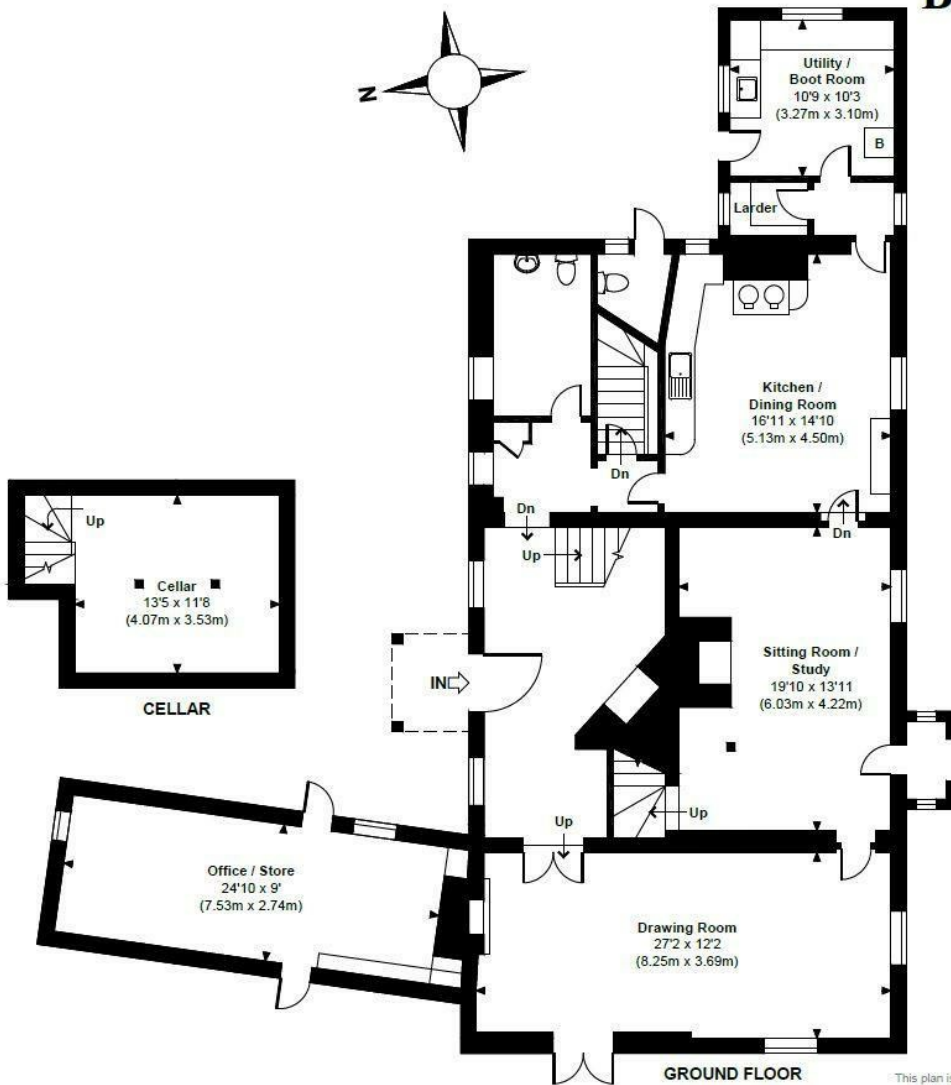 N
Utility /
Boot Room
10'9 x 10'3
(3.27m x 3.10m)
B
Larder
Kitchen /
Dining Room
16'11 x 14'10
(5.13m x 4.50m)
Dn
Dn
Up
Dn
Up
Cellar
13'5 x 11'8
(4.07m x 3.53m)
CELLAR
IN
Sitting Room /
Study
19'10 x 13'11
(6.03m x 4.22m)
Up
Up
Office / Store
24'10 x 9'
(7.53m x 2.74m)
Drawing Room
27'2 x 12'2
(8.25m x 3.69m)
GROUND FLOOR
This plan is